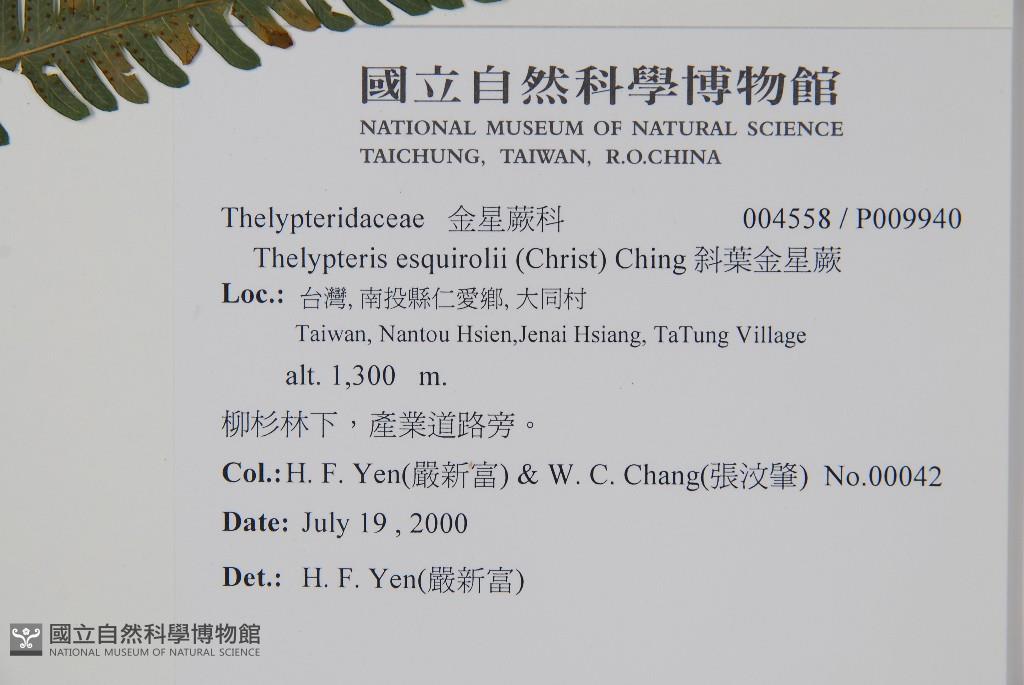 國立自然科學博物館
NATIONAL MUSEUM OF NATURAL SCIENCE
TAICHUNG, TAIWAN, R.O.CHINA
Thelypteridaceae 金星蕨科 004558 / P009940
Thelypteris esquirolii (Christ) Ching 斜葉金星蕨
Loc.: 台灣, 南投縣仁愛鄉, 大同村
Taiwan, Nantou Hsien,Jenai Hsiang, TaTung Village
alt. 1,300 m.
柳杉林下，產業道路旁。
Col.: H. F. Yen(嚴新富) & W. C. Chang(張汶肇) No.00042
Date: July 19 , 2000
Det.: H. F. Yen(嚴新富)
國立自然科學博物館
NATIONAL MUSEUM OF NATURAL SCIENCE